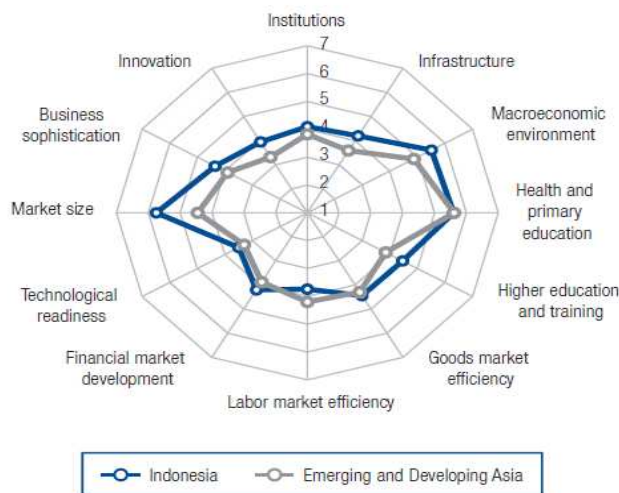 Institutions
7
6
5
4
3
2
1
Innovation
Infrastructure
Business
sophistication
Macroeconomic
environment
Market size
Health and
primary
education
Technological
readiness
Higher education
and training
Financial market
development
Goods market
efficiency
Labor market efficiency
Indonesia
Emerging and Developing Asia